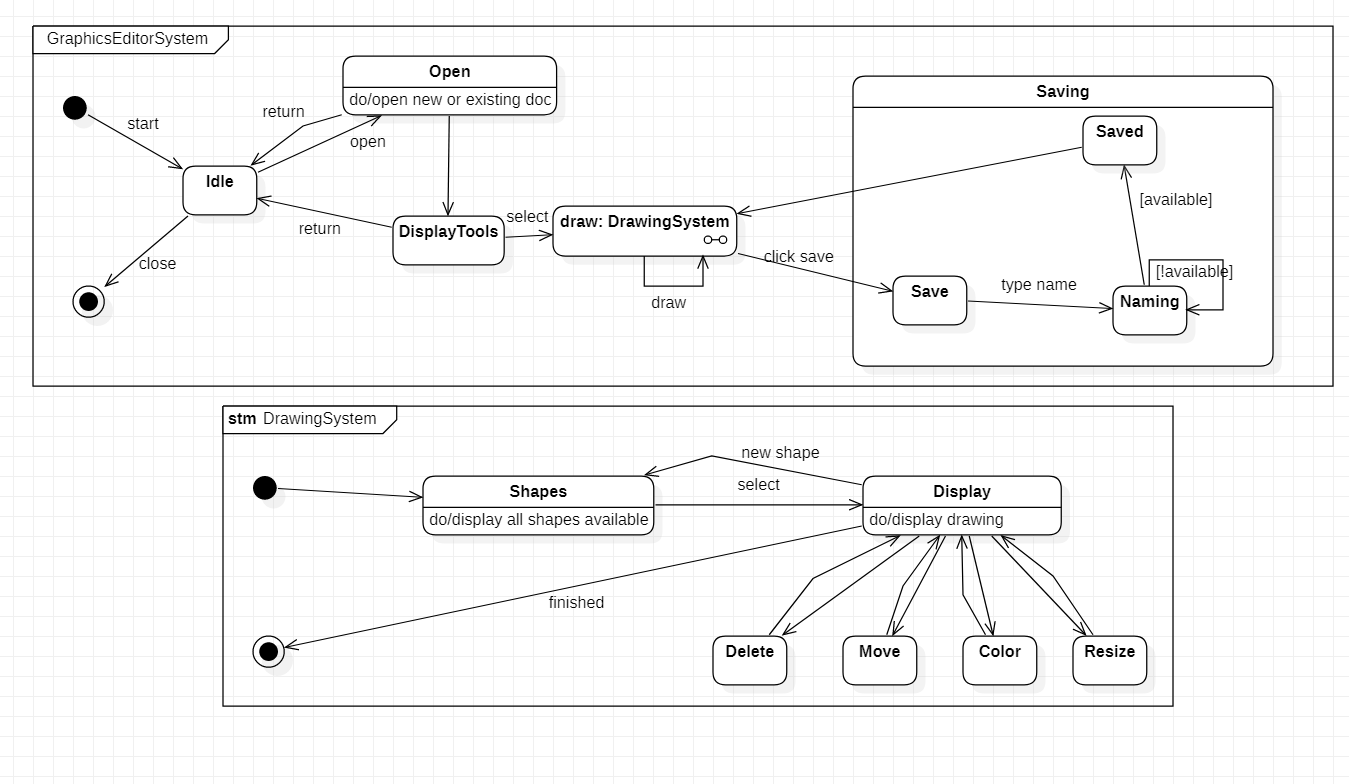 GraphicsEditorSystem
Open
do/open new or existing doc
Saving
return
start
open
Saved
Idle
[available]
select
draw: DrawingSystem
return
DisplayTools
click save
close
[!available]
type name
Save
Naming
draw
stm DrawingSystem
new shape
select
Shapes
Display
do/display all shapes available
do/display drawing
finished
Delete
Move
Color
Resize